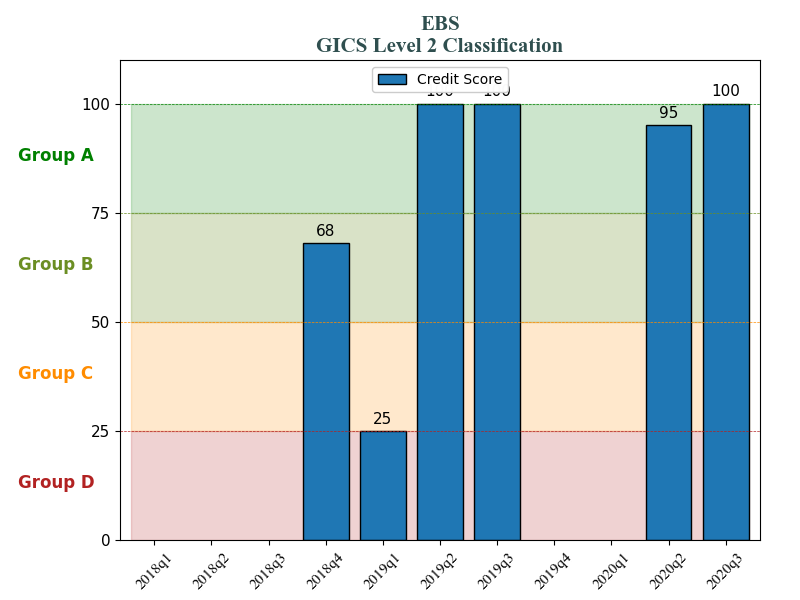 EBS
GICS Level 2 Classification
Credit Score
100 100 100
100
95
Group A
75
68
Group B
50
Group C
25
25
Group D
0
2018q1 2018q2 2018q3 2018q4 2019q1 2019q2 2019q3 2019q4 2020q1 2020q2 2020q3